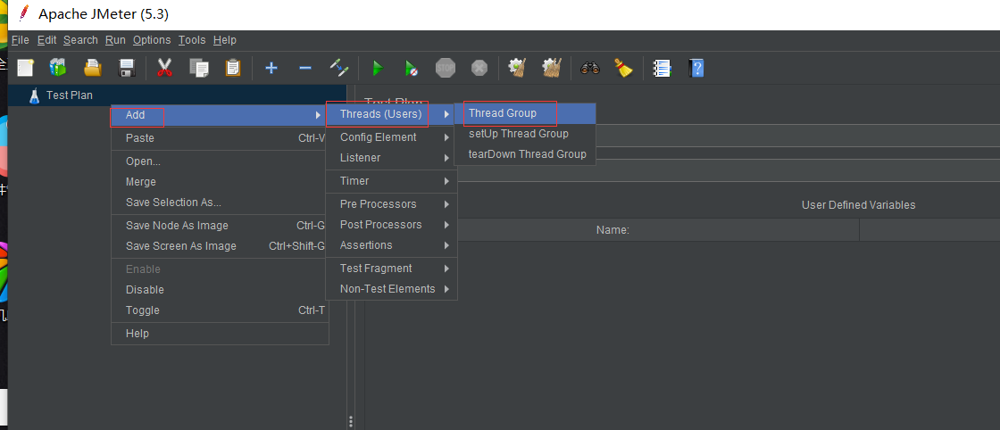 Apache JMeter (5.3)
File Edit Search Run Options Tools Help
STOP
Test Plan
Test Plan
Add
Paste Ctrl-V
Open...
Merge
Save Selection As...
Save Node As Image Ctrl-G
Save Screen As Image Ctrl+Shift-G
Enable
Disable
Toggle Ctrl-T
Help
Threads (Users)
Config Element
Listener
Timer
Pre Processors
Post Processors
Assertions
Test Fragment
Non-Test Elements
Thread Group
setUp Thread Group
tearDown Thread Group
User Defined Variables
Name: